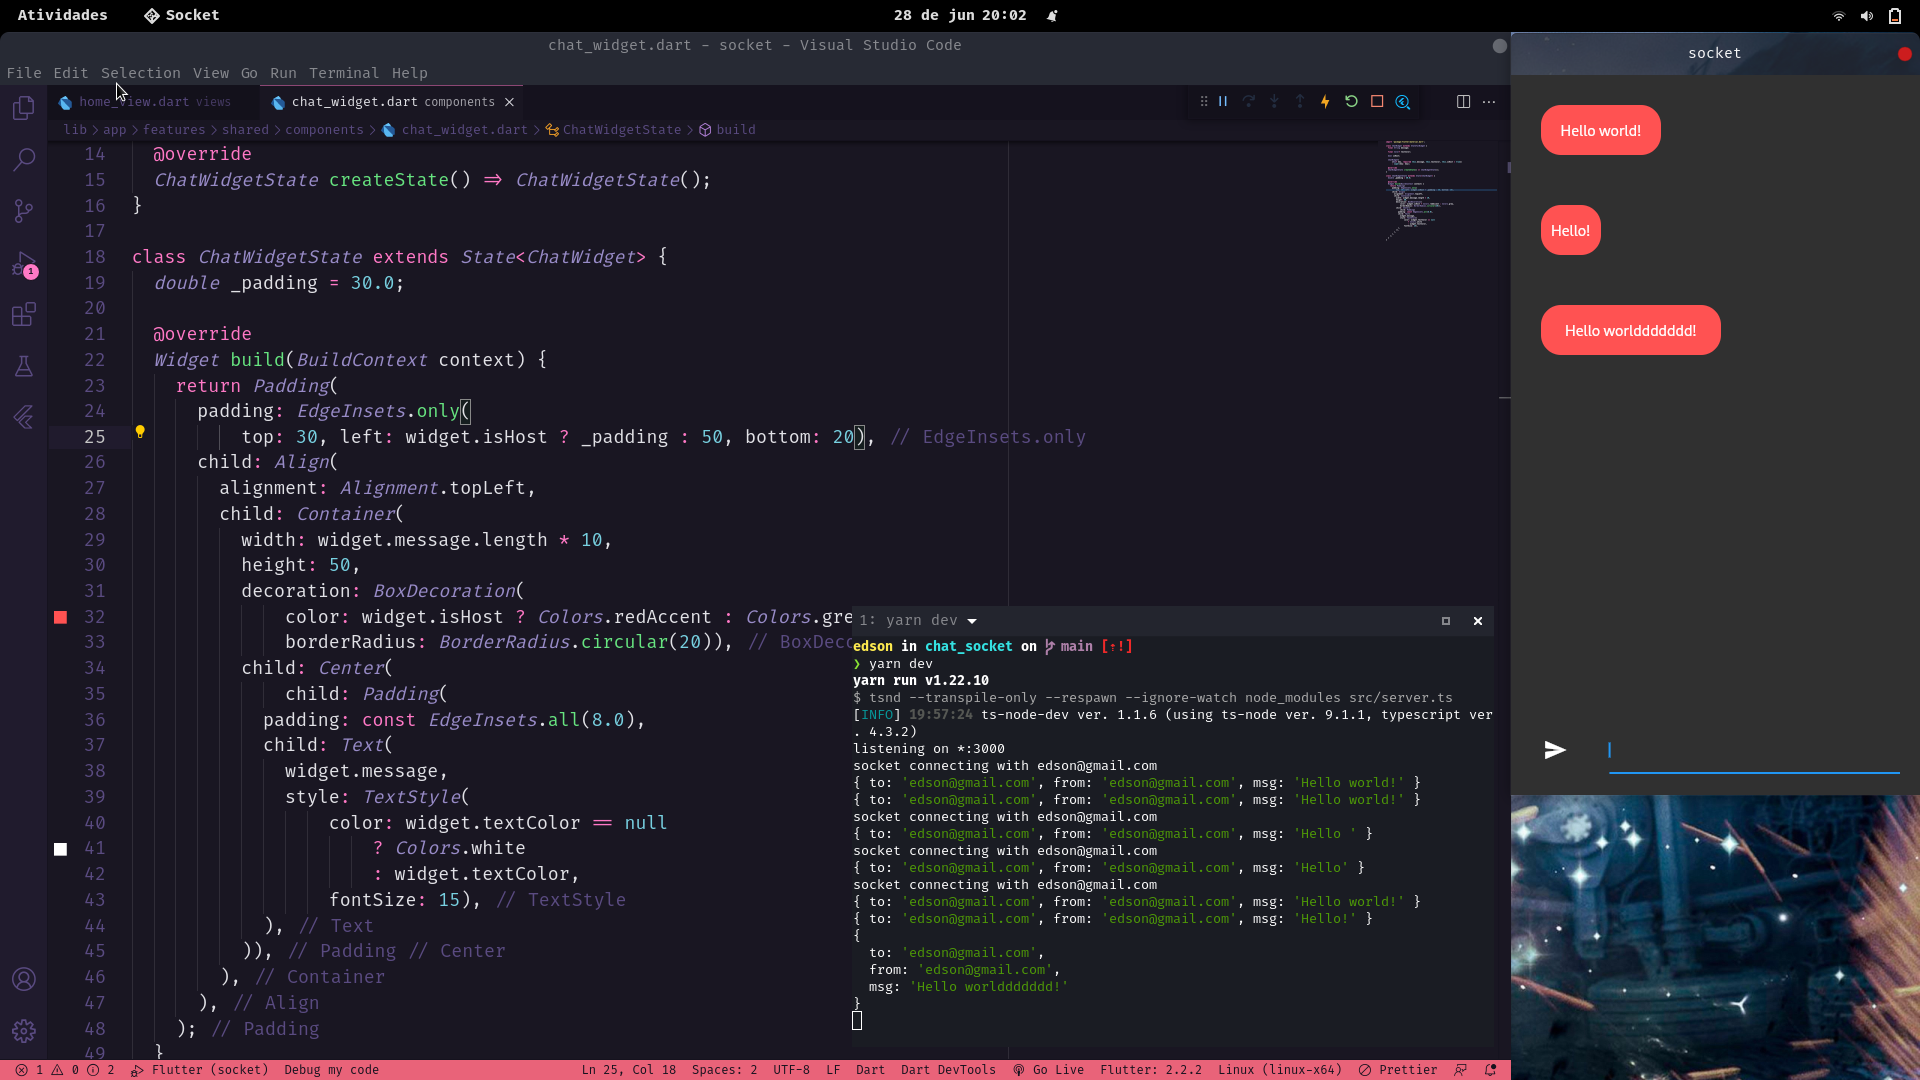 Atividades
Socket
28 de jun 20:02
chat_widget.dart - socket - Visual Studio Code
File Edit Selection View Go Run Terminal Help
home_view.dart views
chat_widget.dart components
lib > app > features > shared > components > chat_widget.dart > ChatWidgetState > build
14 @override
15 ChatWidgetState createState() => ChatWidgetState();
16 }
17
18 class ChatWidgetState extends State<ChatWidget> {
19 double _padding = 30.0;
20
21 @override
22 Widget build(BuildContext context) {
23 return Padding(
24 padding: EdgeInsets.only(
25 top: 30, left: widget.isHost ? _padding : 50, bottom: 20), // EdgeInsets.only
26 child: Align(
27 alignment: Alignment.topLeft,
28 child: Container(
29 width: widget.message.length * 10,
30 height: 50,
31 decoration: BoxDecoration(
32 color: widget.isHost ? Colors.redAccent : Colors.gre
33 borderRadius: BorderRadius.circular(20)), // BoxDeco
34 child: Center(
35 child: Padding(
36 padding: const EdgeInsets.all(8.0),
37 child: Text(
38 widget.message,
39 style: TextStyle(
40 color: widget.textColor == null
41 ? Colors.white
42 : widget.textColor,
43 fontSize: 15), // TextStyle
44 ), // Text
45 )), // Padding // Center
46 ), // Container
47 ), // Align
48 ); // Padding
49 }
1
1: yarn dev
edson in chat_socket on main [⇡!]
❯ yarn dev
yarn run v1.22.10
$ tsnd --transpile-only --respawn --ignore-watch node_modules src/server.ts
[INFO] 19:57:24 ts-node-dev ver. 1.1.6 (using ts-node ver. 9.1.1, typescript ver
. 4.3.2)
listening on *:3000
socket connecting with edson@gmail.com
{ to: 'edson@gmail.com', from: 'edson@gmail.com', msg: 'Hello world!' }
{ to: 'edson@gmail.com', from: 'edson@gmail.com', msg: 'Hello world!' }
socket connecting with edson@gmail.com
{ to: 'edson@gmail.com', from: 'edson@gmail.com', msg: 'Hello ' }
socket connecting with edson@gmail.com
{ to: 'edson@gmail.com', from: 'edson@gmail.com', msg: 'Hello' }
socket connecting with edson@gmail.com
{ to: 'edson@gmail.com', from: 'edson@gmail.com', msg: 'Hello world!' }
{ to: 'edson@gmail.com', from: 'edson@gmail.com', msg: 'Hello!' }
{
to: 'edson@gmail.com',
from: 'edson@gmail.com',
msg: 'Hello worlddddddd!'
}
socket
Hello world!
Hello!
Hello worlddddddd!
1 0 2 Flutter (socket) Debug my code Ln 25, Col 18 Spaces: 2 UTF-8 LF Dart Dart DevTools Go Live Flutter: 2.2.2 Linux (linux-x64) Prettier